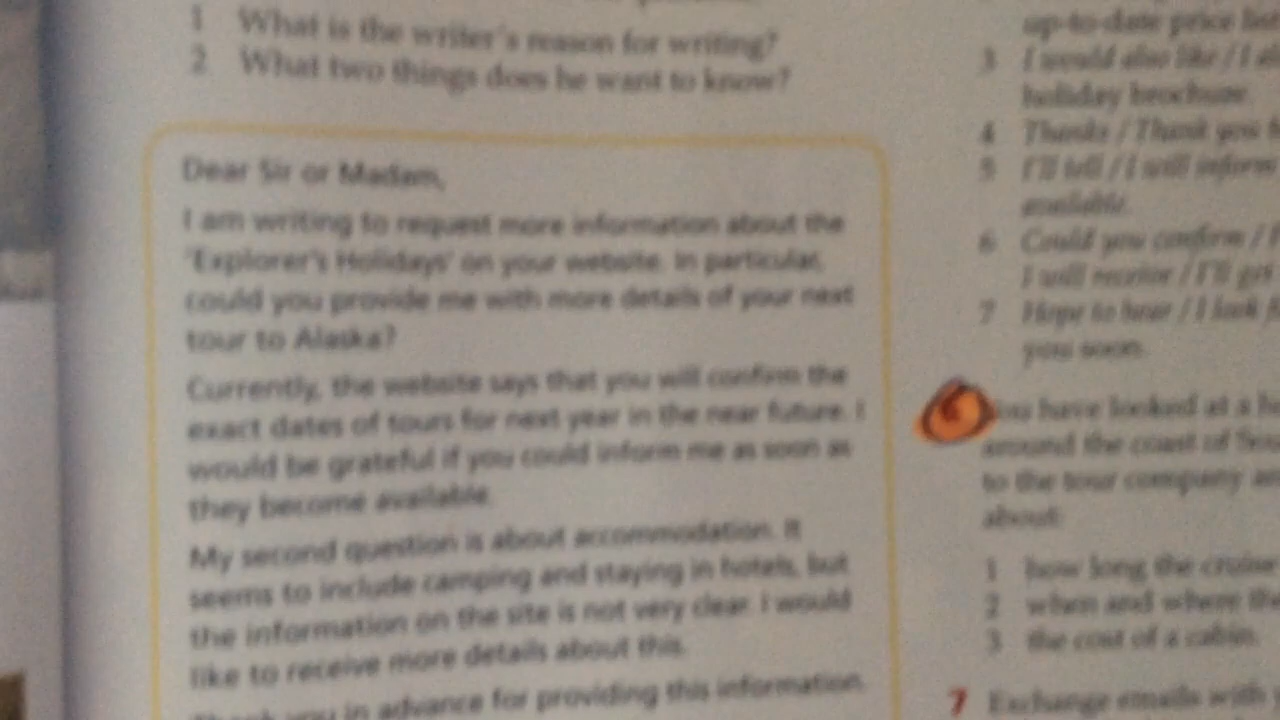 1 What is the writer's reason for writing?
2 What two things does he want to know?
Dear Sir or Madam,
I am writing to request more information about the
'Explorer's Holidays' on your website. In particular,
could you provide me with more details of your next
tour to Alaska?
Currently, the website says that you will confirm the
exact dates of tours for next year in the near future. I
would be grateful if you could inform me as soon as
they become available.
My second question is about accommodation. It
seems to include camping and staying in hotels, but
the information on the site is not very clear. I would
like to receive more details about this.
Thank you in advance for providing this information.
up-to-date price list
3 I would also like / I
holiday brochure.
4 Thanks / Thank you
5 I'll tell / I will inform
available.
6 Could you confirm /
I will receive / I'll get
7 Hope to hear / I look
you soon.
6 You have looked at a
around the coast of
to the tour company
about:
1 how long the cruise
2 when and where the
3 the cost of a cabin.
7 Exchange emails with